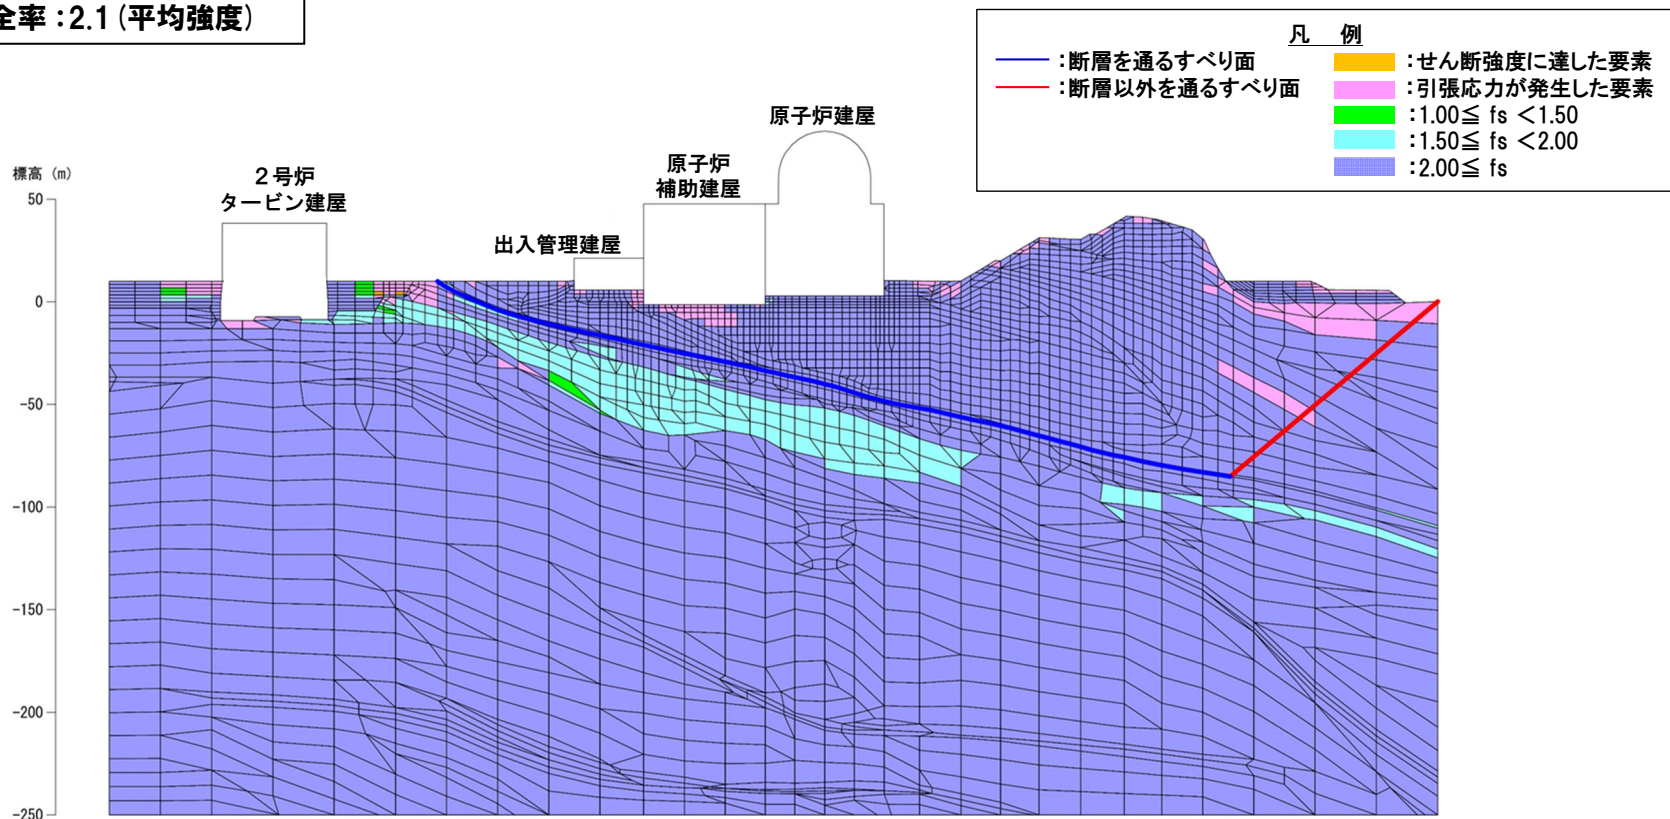 全率：2.1（平均強度）
凡 例
：断層を通るすべり面
：断層以外を通るすべり面
：せん断強度に達した要素
：引張応力が発生した要素
：1.00≦ fs ＜1.50
：1.50≦ fs ＜2.00
：2.00≦ fs
原子炉建屋
原子炉
補助建屋
２号炉
タービン建屋
出入管理建屋
標高（m）
50
0
-50
-100
-150
-200
-250